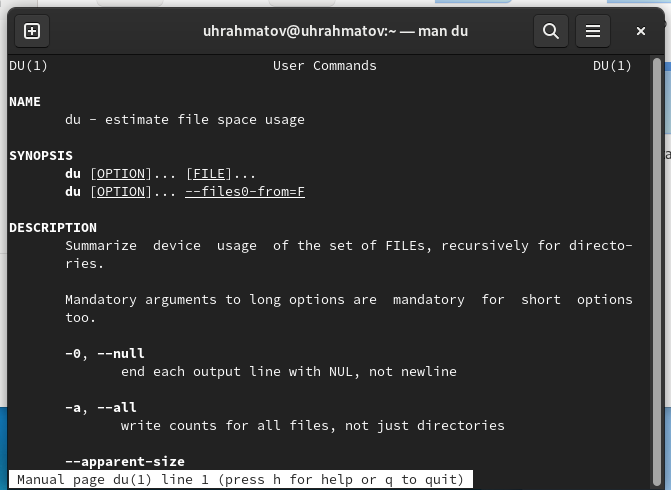 uhrahmatov@uhrahmatov:~ — man du
DU(1) User Commands DU(1)
NAME
du - estimate file space usage
SYNOPSIS
du [OPTION]... [FILE]...
du [OPTION]... --files0-from=F
DESCRIPTION
Summarize device usage of the set of FILEs, recursively for directo-
ries.
Mandatory arguments to long options are mandatory for short options
too.
-0, --null
end each output line with NUL, not newline
-a, --all
write counts for all files, not just directories
--apparent-size
Manual page du(1) line 1 (press h for help or q to quit)